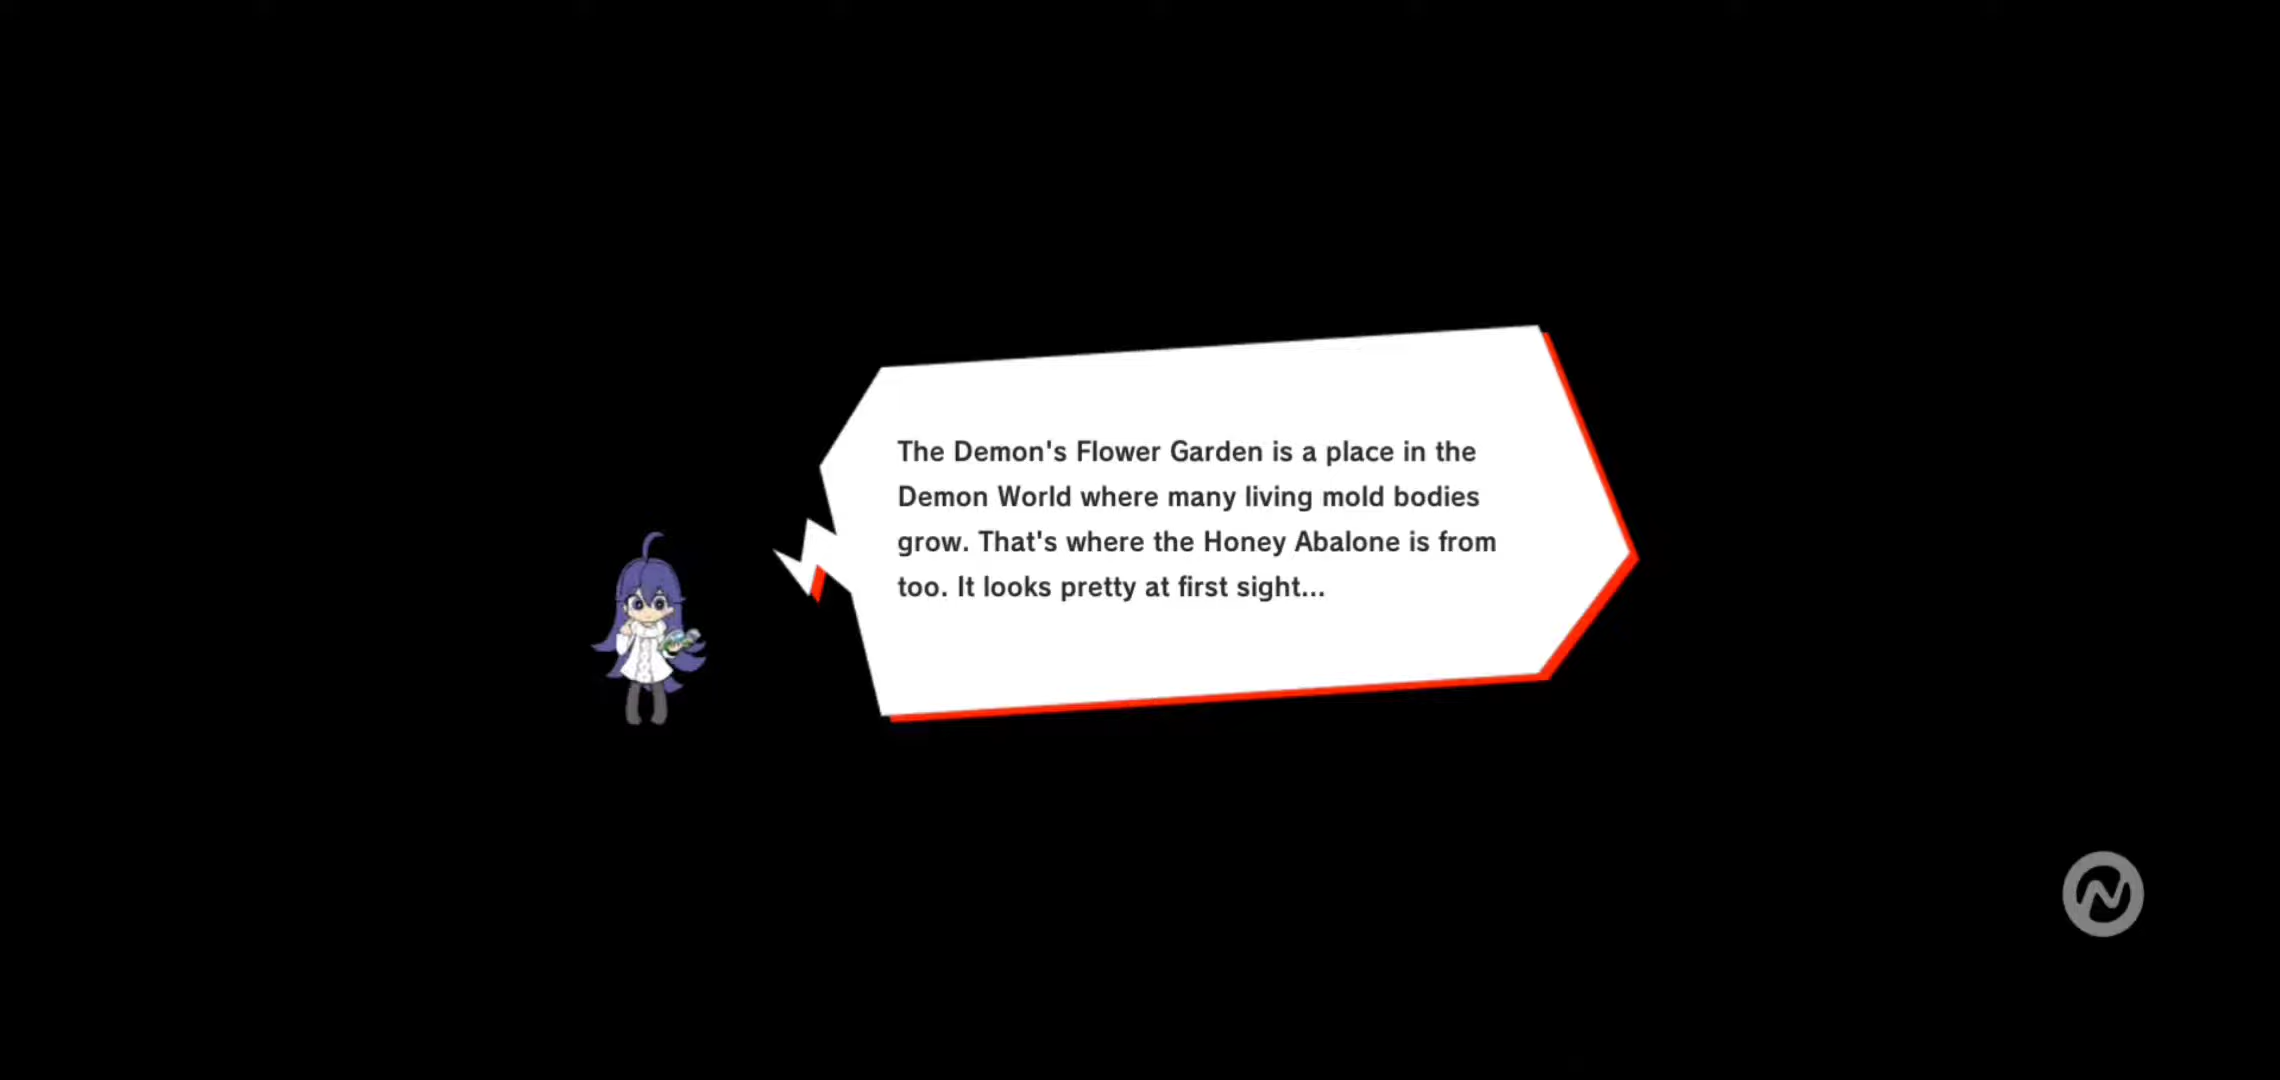 The Demon's Flower Garden is a place in the
Demon World where many living mold bodies
grow. That's where the Honey Abalone is from
too. It looks pretty at first sight...